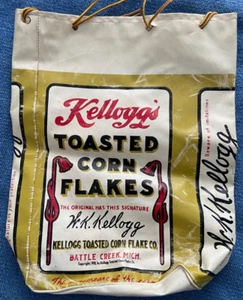 Kellogg's
TOASTED
CORN
FLAKES
THE ORIGINAL HAS THIS SIGNATURE
W.K.Kellogg
KELLOGG TOASTED CORN FLAKE CO.
BATTLE CREEK, MICH.
W.K.Kellogg